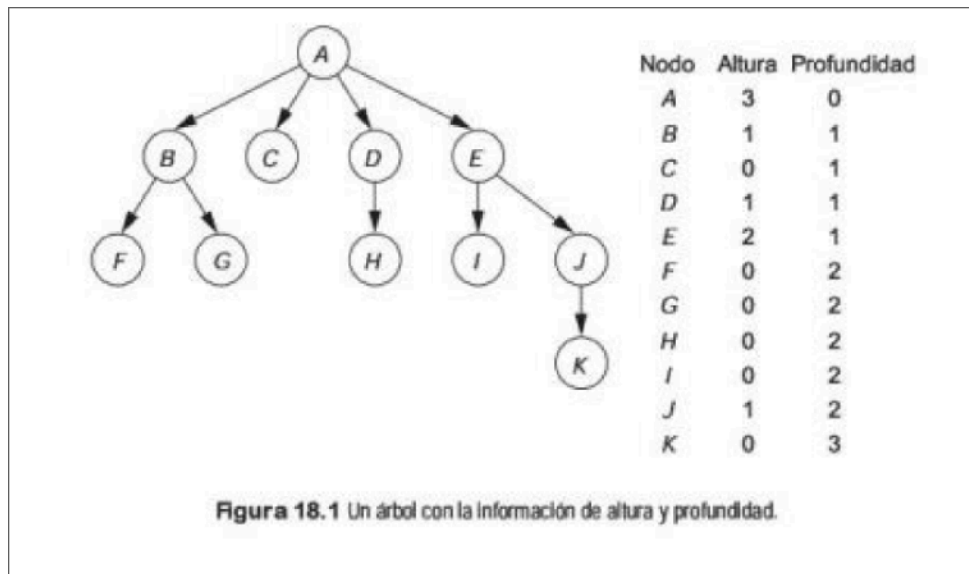 A
B C D E
F G H I J
K
Nodo Altura Profundidad
A 3 0
B 1 1
C 0 1
D 1 1
E 2 1
F 0 2
G 0 2
H 0 2
I 0 2
J 1 2
K 0 3
Figura 18.1 Un árbol con la información de altura y profundidad.